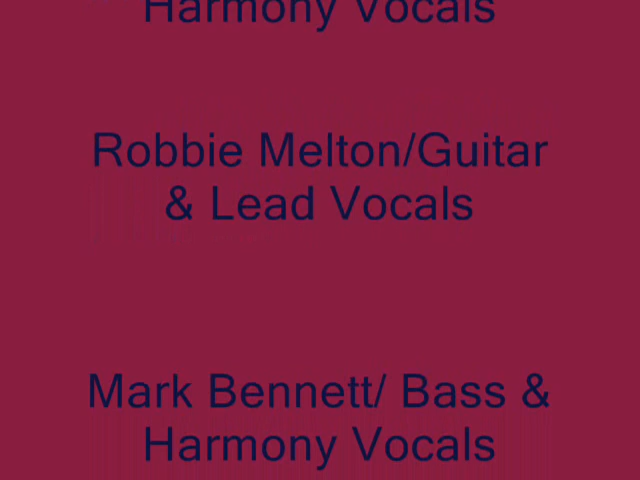 Harmony Vocals
Robbie Melton/Guitar
& Lead Vocals
Mark Bennett/ Bass &
Harmony Vocals